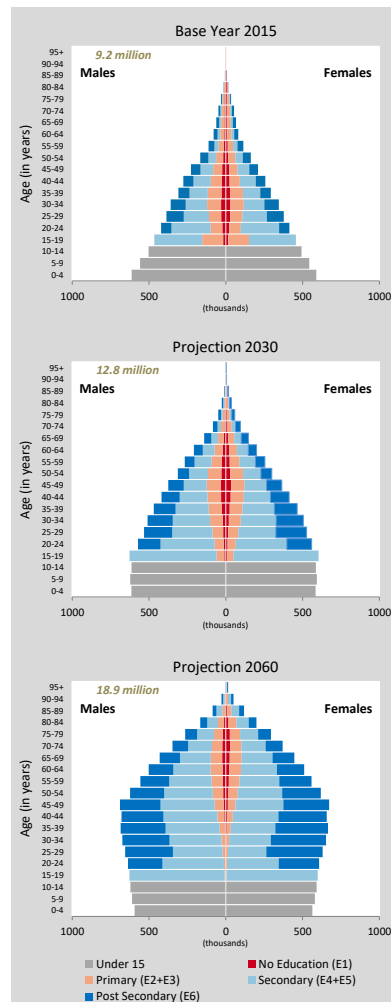 Base Year 2015
9.2 million
Males
Females
Age (in years)
95+
90-94
85-89
80-84
75-79
70-74
65-69
60-64
55-59
50-54
45-49
40-44
35-39
30-34
25-29
20-24
15-19
10-14
5-9
0-4
1000 500 0 500 1000
(thousands)
Projection 2030
12.8 million
Males
Females
Age (in years)
95+
90-94
85-89
80-84
75-79
70-74
65-69
60-64
55-59
50-54
45-49
40-44
35-39
30-34
25-29
20-24
15-19
10-14
5-9
0-4
1000 500 0 500 1000
(thousands)
Projection 2060
18.9 million
Males
Females
Age (in years)
95+
90-94
85-89
80-84
75-79
70-74
65-69
60-64
55-59
50-54
45-49
40-44
35-39
30-34
25-29
20-24
15-19
10-14
5-9
0-4
1000 500 0 500 1000
(thousands)
Under 15 No Education (E1)
Primary (E2+E3) Secondary (E4+E5)
Post Secondary (E6)